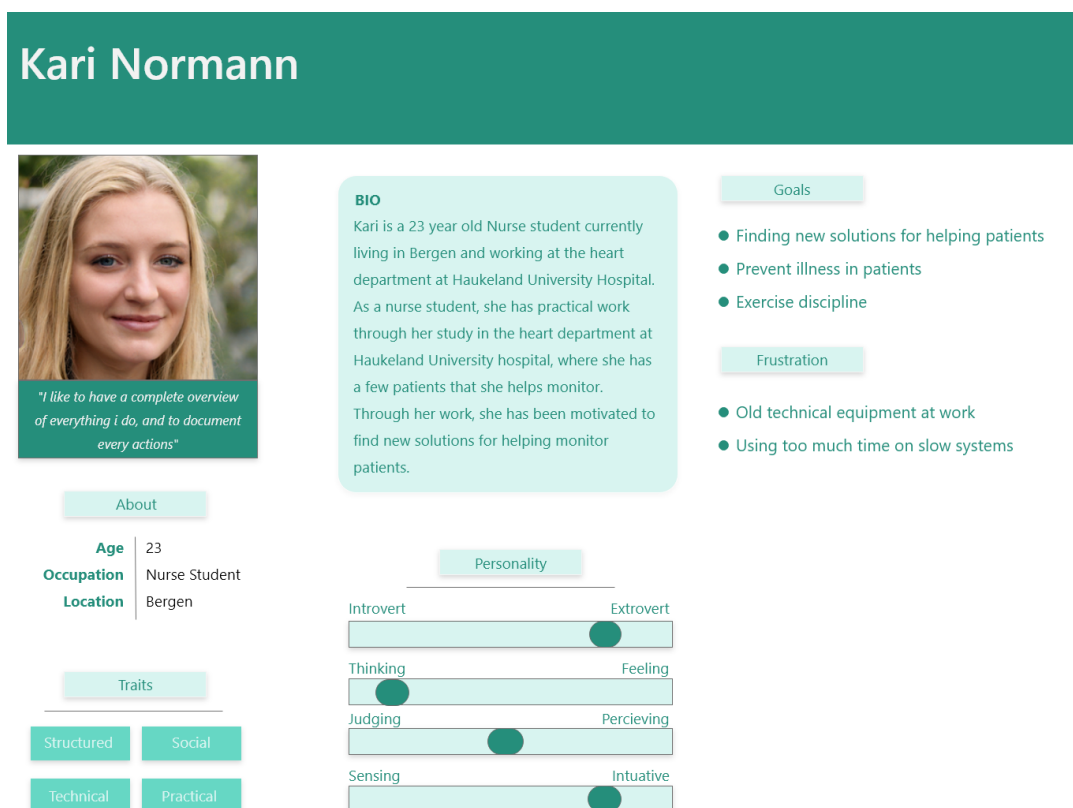 Kari Normann
"I like to have a complete overview
of everything i do, and to document
every actions"
About
Age 23
Occupation Nurse Student
Location Bergen
Traits
Structured Social
Technical Practical
BIO
Kari is a 23 year old Nurse student currently
living in Bergen and working at the heart
department at Haukeland University Hospital.
As a nurse student, she has practical work
through her study in the heart department at
Haukeland University hospital, where she has
a few patients that she helps monitor.
Through her work, she has been motivated to
find new solutions for helping monitor
patients.
Personality
Introvert Extrovert
Thinking Feeling
Judging Percieving
Sensing Intuative
Goals
Finding new solutions for helping patients
Prevent illness in patients
Exercise discipline
Frustration
Old technical equipment at work
Using too much time on slow systems